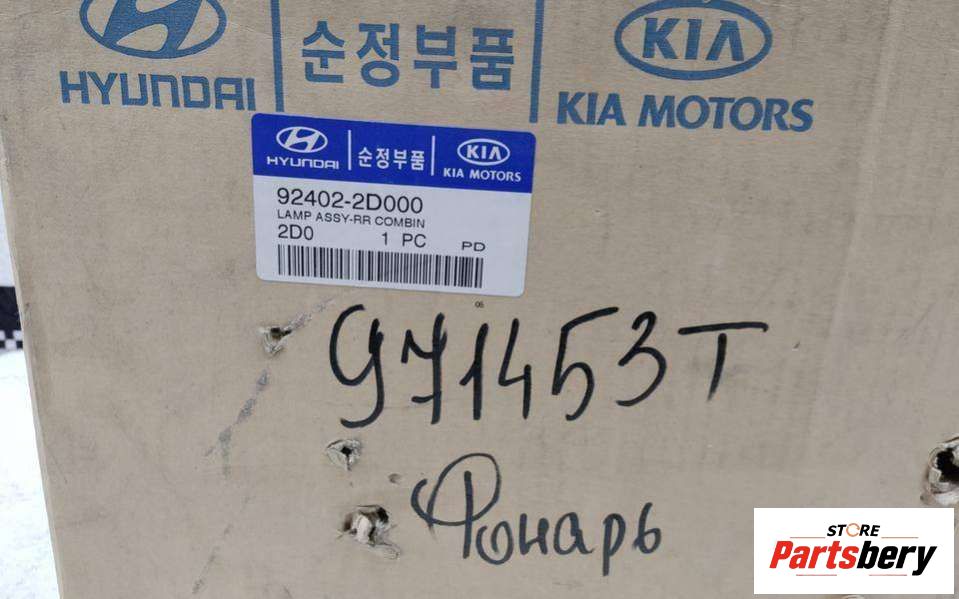 HYUNDAI 순정부품 KIA
KIA MOTORS
HYUNDAI 순정부품 KIA
KIA MOTORS
92402-2D000
LAMP ASSY-RR COMBIN
2D0 1 PC PD
06
971453T
Фонарь
STORE
Partsbery